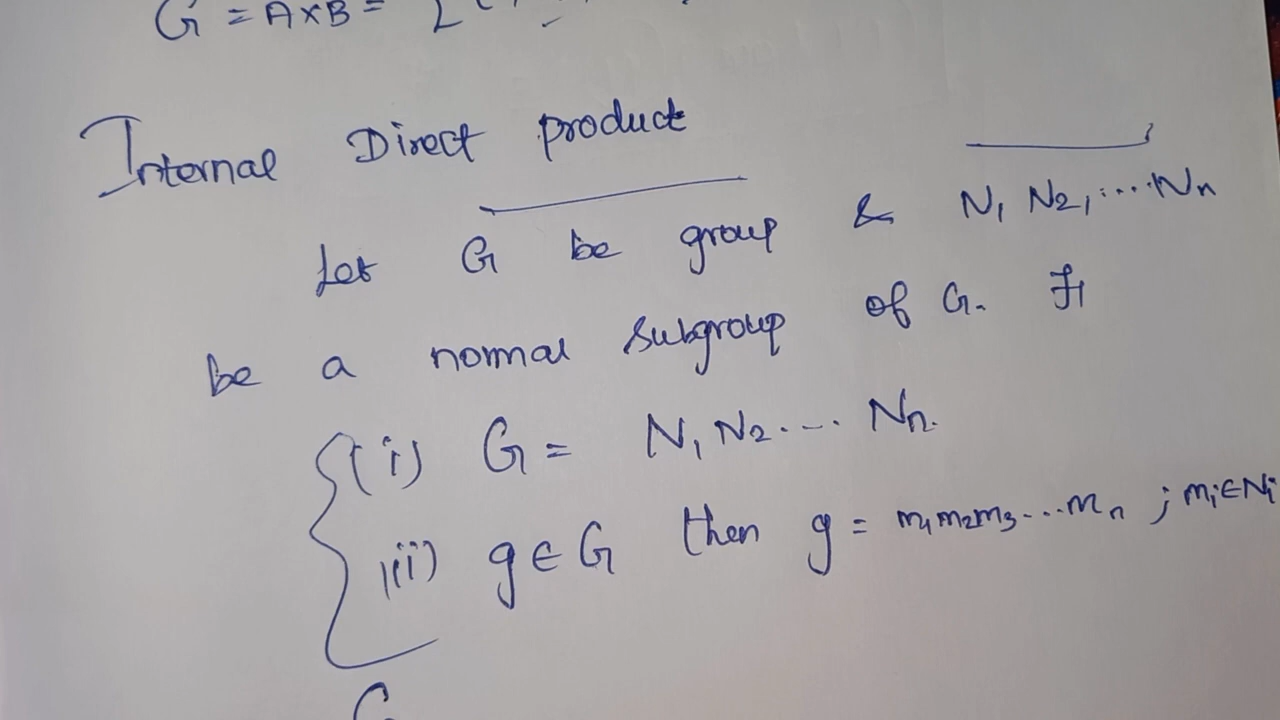 G = A×B =
Internal Direct product
Let G be group & N₁ N₂, .... Nₙ
be a normal subgroup of G. If
(i) G = N₁ N₂ .... Nₙ.
(ii) g ∈ G then g = m₁m₂m₃...mₙ ; mᵢ∈Nᵢ